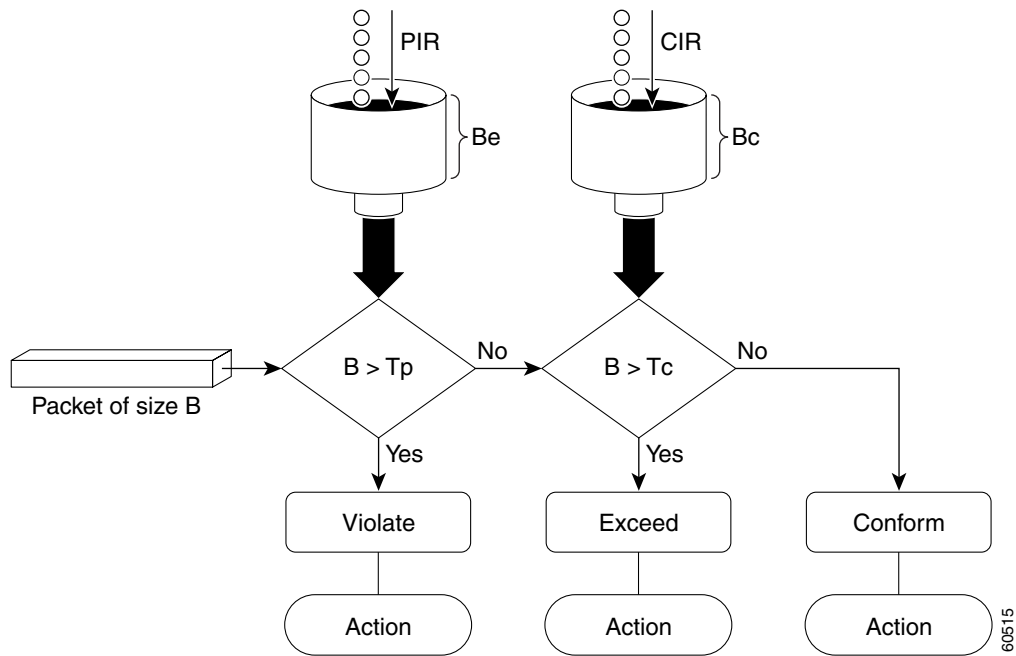 PIR
CIR
Be
Bc
B > Tp
No
B > Tc
No
Packet of size B
Yes
Yes
Violate
Exceed
Conform
Action
Action
Action
60515